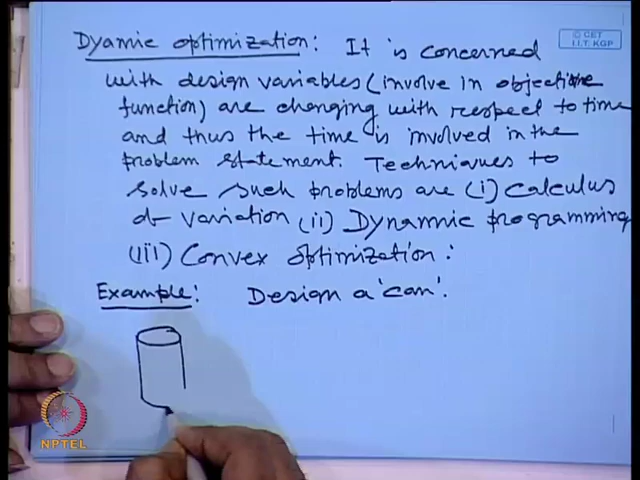 Dyamic optimization: It is concerned
© CET
I.I.T. KGP
with design variables (involve in objective
function) are changing with respect to time
and thus the time is involved in the
problem statement. Techniques to
solve such problems are (i) Calculus
of variation (ii) Dynamic programming
(iii) Convex optimization:
Example: Design a 'can'.
NPTEL